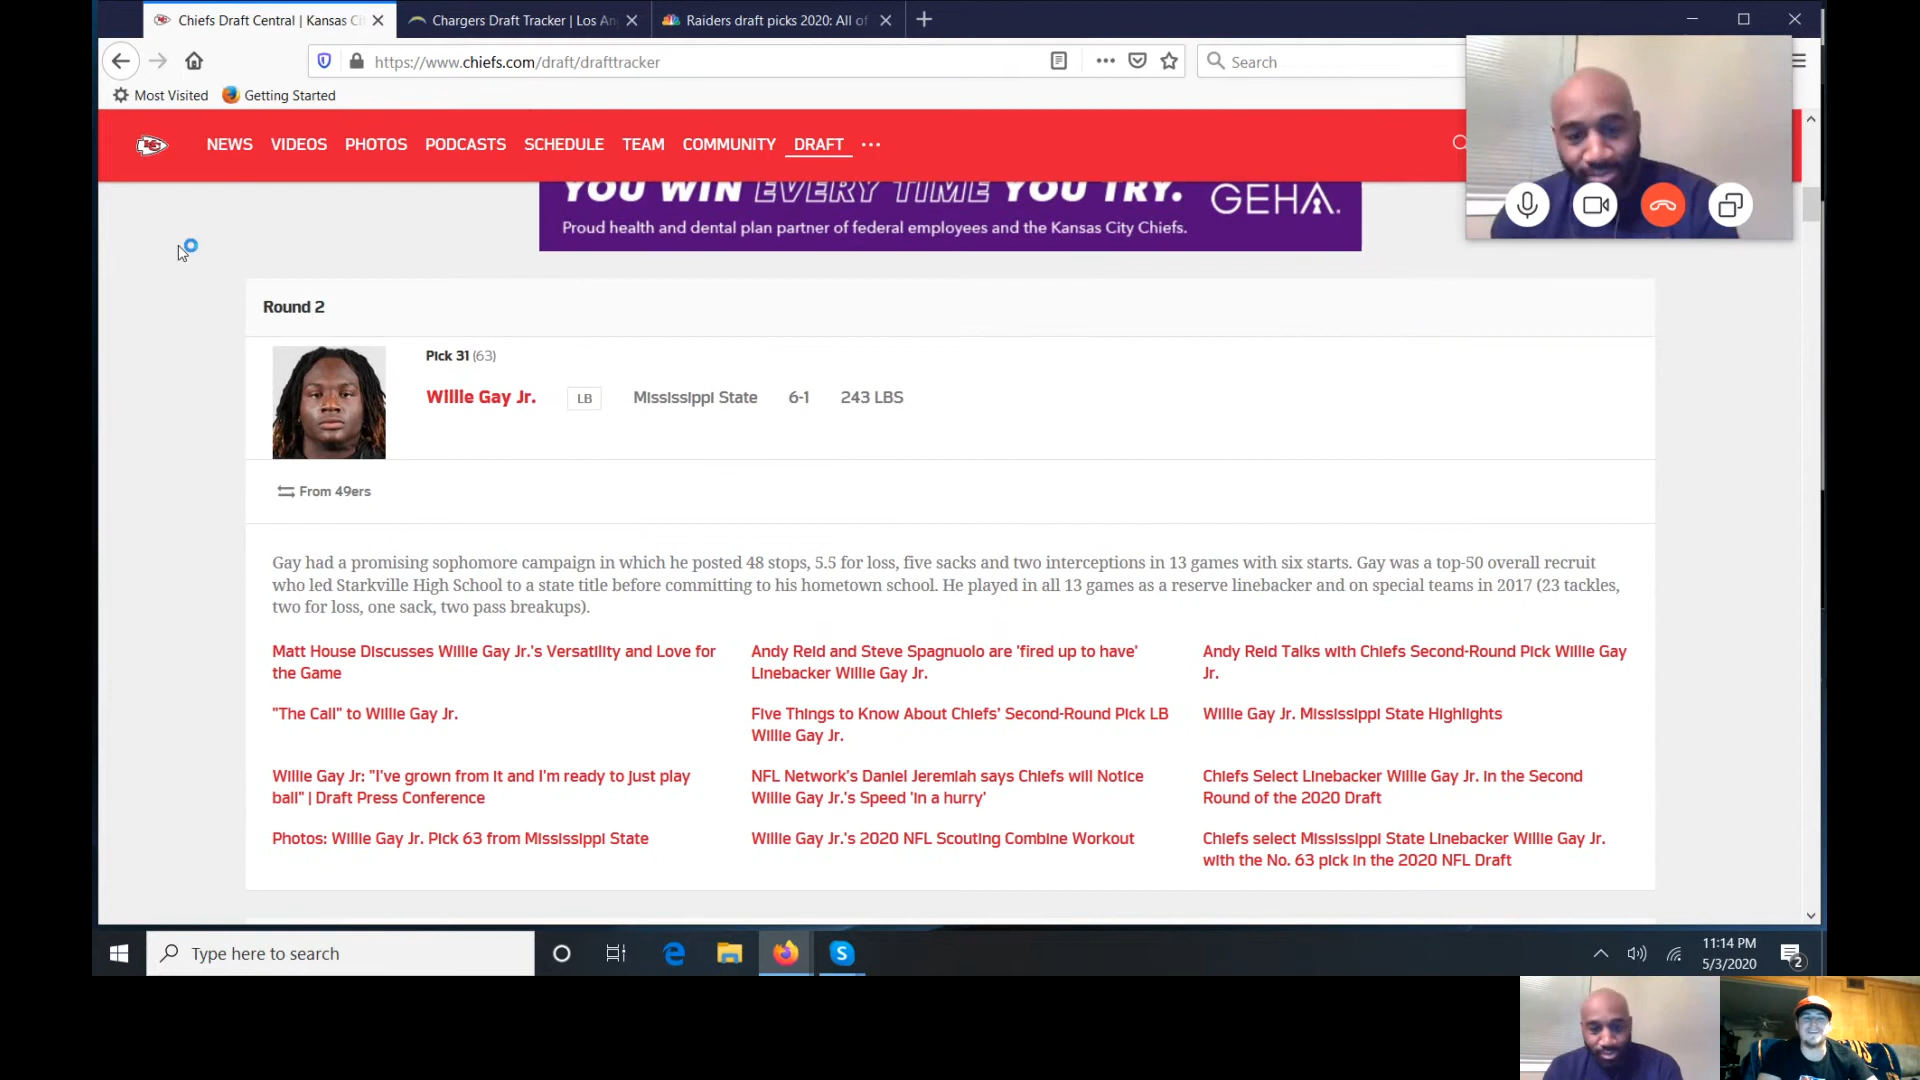 Chiefs Draft Central | Kansas Ci
Chargers Draft Tracker | Los An
Raiders draft picks 2020: All of
https://www.chiefs.com/draft/drafttracker
Search
Most Visited
Getting Started
NEWS VIDEOS PHOTOS PODCASTS SCHEDULE TEAM COMMUNITY DRAFT
YOU WIN EVERY TIME YOU TRY.
GEHA
Proud health and dental plan partner of federal employees and the Kansas City Chiefs.
Round 2
Pick 31 (63)
Willie Gay Jr. LB Mississippi State 6-1 243 LBS
From 49ers
Gay had a promising sophomore campaign in which he posted 48 stops, 5.5 for loss, five sacks and two interceptions in 13 games with six starts. Gay was a top-50 overall recruit
who led Starkville High School to a state title before committing to his hometown school. He played in all 13 games as a reserve linebacker and on special teams in 2017 (23 tackles,
two for loss, one sack, two pass breakups).
Matt House Discusses Willie Gay Jr.'s Versatility and Love for
the Game
Andy Reid and Steve Spagnuolo are 'fired up to have'
Linebacker Willie Gay Jr.
Andy Reid Talks with Chiefs Second-Round Pick Willie Gay
Jr.
"The Call" to Willie Gay Jr.
Five Things to Know About Chiefs' Second-Round Pick LB
Willie Gay Jr.
Willie Gay Jr. Mississippi State Highlights
Willie Gay Jr: "I've grown from it and I'm ready to just play
ball" | Draft Press Conference
NFL Network's Daniel Jeremiah says Chiefs will Notice
Willie Gay Jr.'s Speed 'in a hurry'
Chiefs Select Linebacker Willie Gay Jr. in the Second
Round of the 2020 Draft
Photos: Willie Gay Jr. Pick 63 from Mississippi State
Willie Gay Jr.'s 2020 NFL Scouting Combine Workout
Chiefs select Mississippi State Linebacker Willie Gay Jr.
with the No. 63 pick in the 2020 NFL Draft
Type here to search
11:14 PM
5/3/2020
2